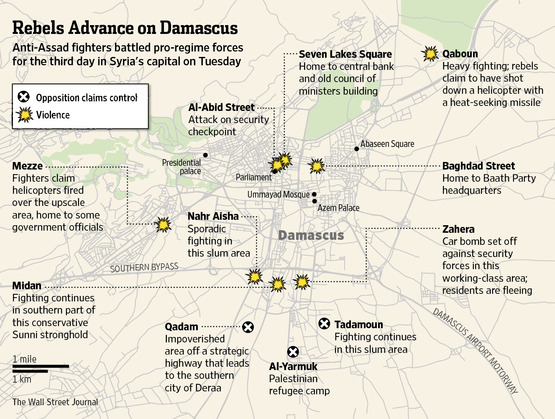 Rebels Advance on Damascus
Anti-Assad fighters battled pro-regime forces
for the third day in Syria's capital on Tuesday
Opposition claims control
Violence
Seven Lakes Square
Home to central bank
and old council of
ministers building
Qaboun
Heavy fighting; rebels
claim to have shot
down a helicopter with
a heat-seeking missile
Al-Abid Street
Attack on security
checkpoint
Abaseen Square
Presidential
palace
Parliament
Mezze
Fighters claim
helicopters fired
over the upscale
area, home to some
government officials
Baghdad Street
Home to Baath Party
headquarters
Ummayad Mosque
Azem Palace
Nahr Aisha
Sporadic
fighting in
this slum area
Damascus
Zahera
Car bomb set off
against security
forces in this
working-class area;
residents are fleeing
SOUTHERN BYPASS
Midan
Fighting continues
in southern part of
this conservative
Sunni stronghold
DAMASCUS AIRPORT MOTORWAY
Qadam
Impoverished
area off a strategic
highway that leads
to the southern
city of Deraa
Tadamoun
Fighting continues
in this slum area
Al-Yarmuk
Palestinian
refugee camp
1 mile
1 km
The Wall Street Journal